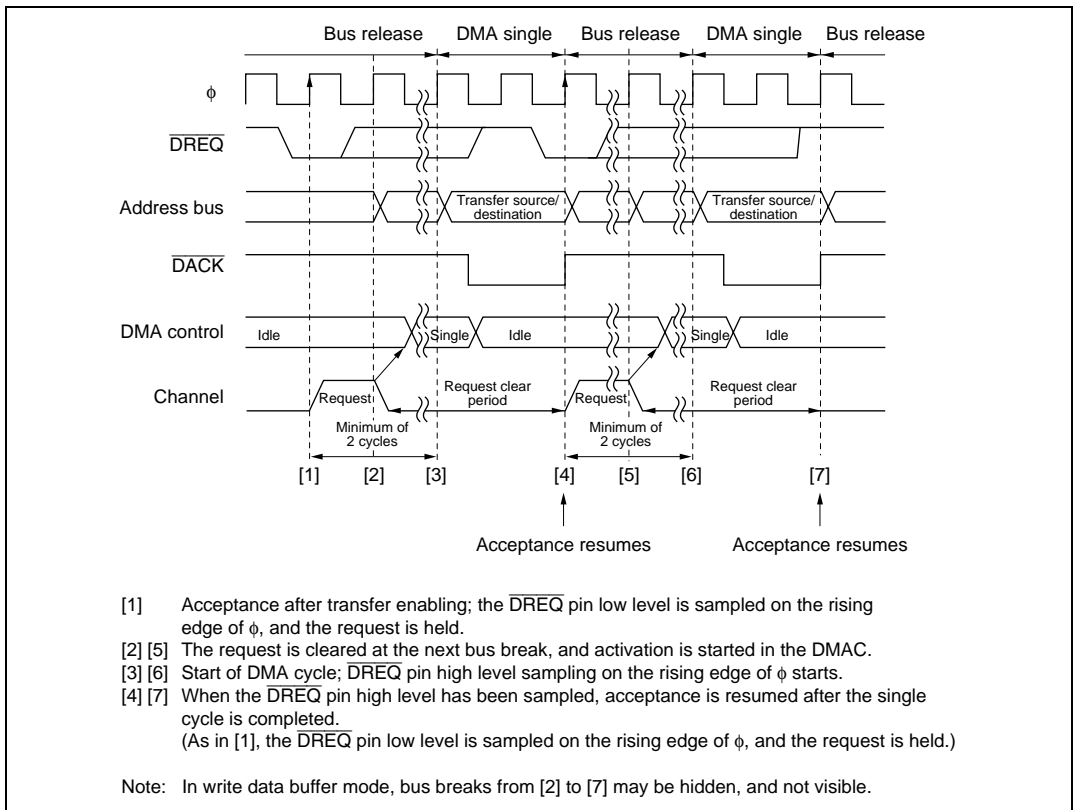 Bus release DMA single Bus release DMA single Bus release
ϕ
DREQ
Address bus Transfer source/ Transfer source/
destination destination
DACK
DMA control Idle Single Idle Single Idle
Channel Request Request clear Request Request clear
period period
Minimum of Minimum of
2 cycles 2 cycles
[1] [2] [3] [4] [5] [6] [7]
Acceptance resumes Acceptance resumes
[1] Acceptance after transfer enabling; the DREQ pin low level is sampled on the rising
edge of ϕ, and the request is held.
[2] [5] The request is cleared at the next bus break, and activation is started in the DMAC.
[3] [6] Start of DMA cycle; DREQ pin high level sampling on the rising edge of ϕ starts.
[4] [7] When the DREQ pin high level has been sampled, acceptance is resumed after the single
cycle is completed.
(As in [1], the DREQ pin low level is sampled on the rising edge of ϕ, and the request is held.)
Note: In write data buffer mode, bus breaks from [2] to [7] may be hidden, and not visible.